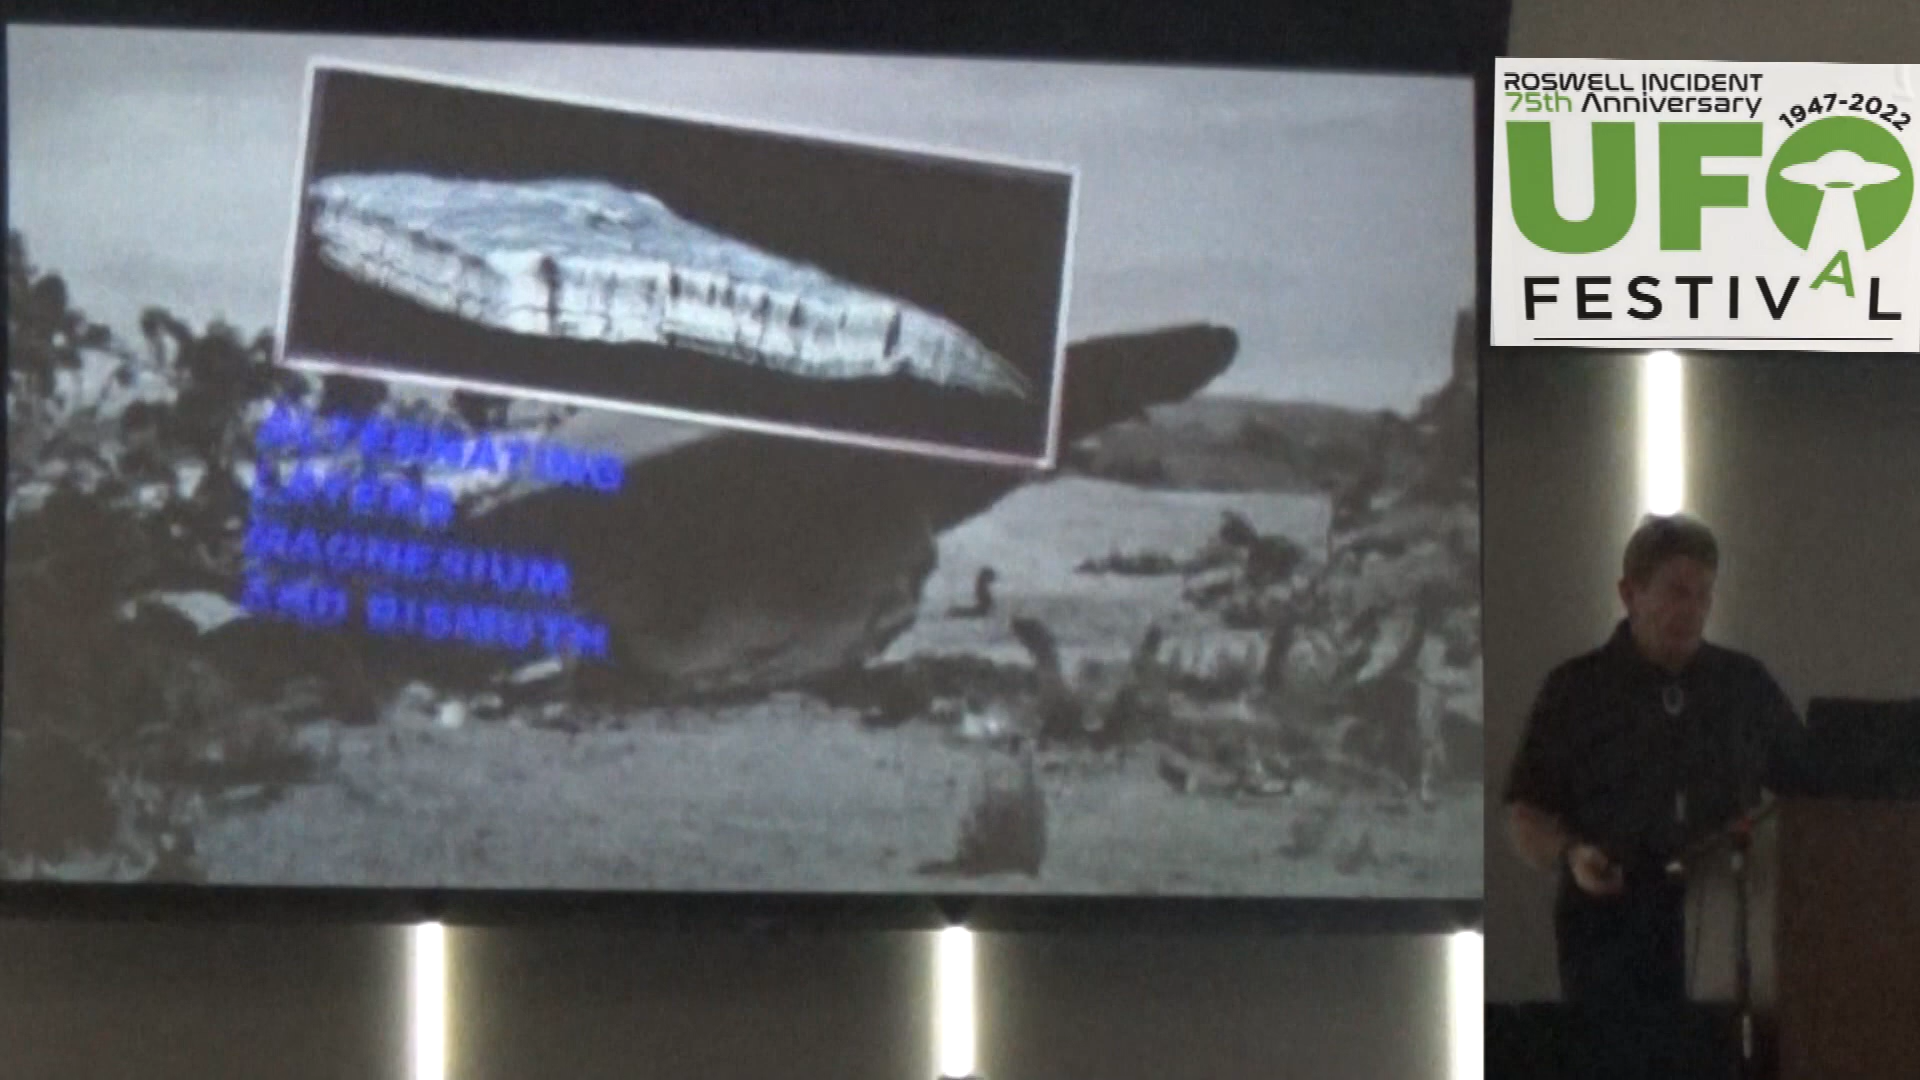 ALTERNATING
LAYERS
MAGNESIUM
AND BISMUTH
ROSWELL INCIDENT
75th Anniversary
1947-2022
UFO
FESTIVAL